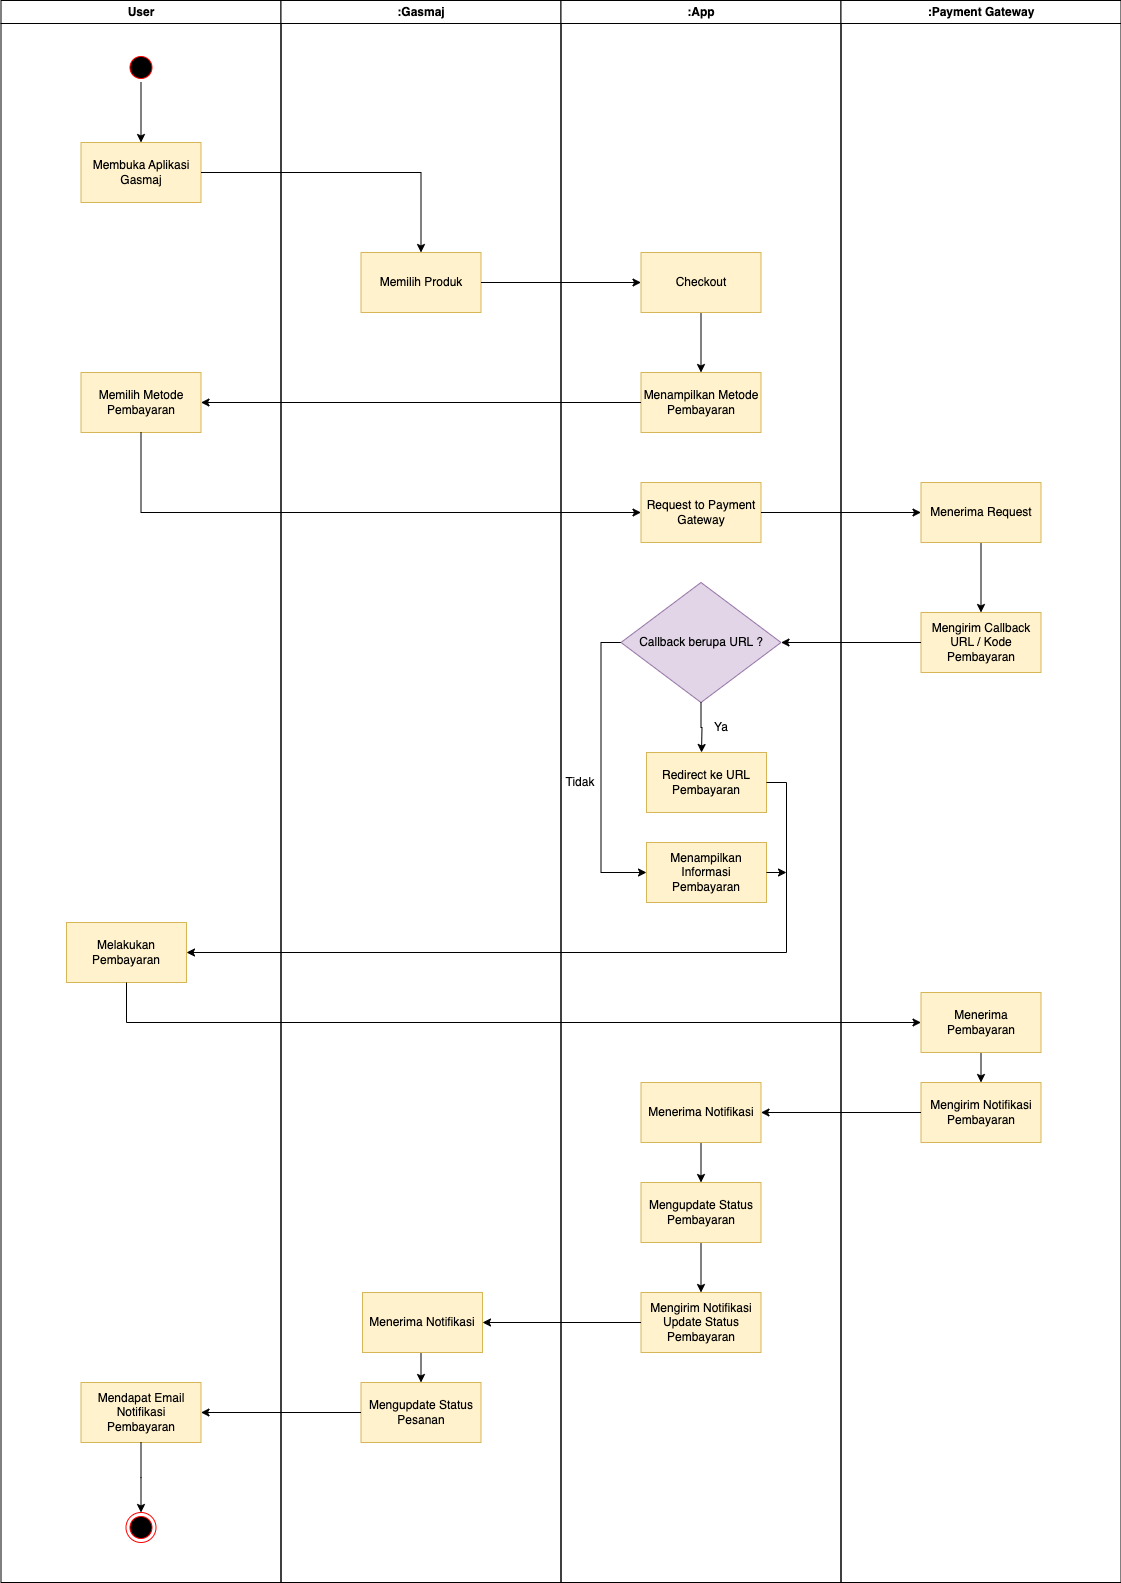 User
:Gasmaj
:App
:Payment Gateway
Membuka Aplikasi
Gasmaj
Memilih Produk
Checkout
Memilih Metode
Pembayaran
Menampilkan Metode
Pembayaran
Request to Payment
Gateway
Menerima Request
Callback berupa URL ?
Mengirim Callback
URL / Kode
Pembayaran
Ya
Tidak
Redirect ke URL
Pembayaran
Menampilkan
Informasi
Pembayaran
Melakukan
Pembayaran
Menerima
Pembayaran
Menerima Notifikasi
Mengirim Notifikasi
Pembayaran
Mengupdate Status
Pembayaran
Menerima Notifikasi
Mengirim Notifikasi
Update Status
Pembayaran
Mendapat Email
Notifikasi
Pembayaran
Mengupdate Status
Pesanan